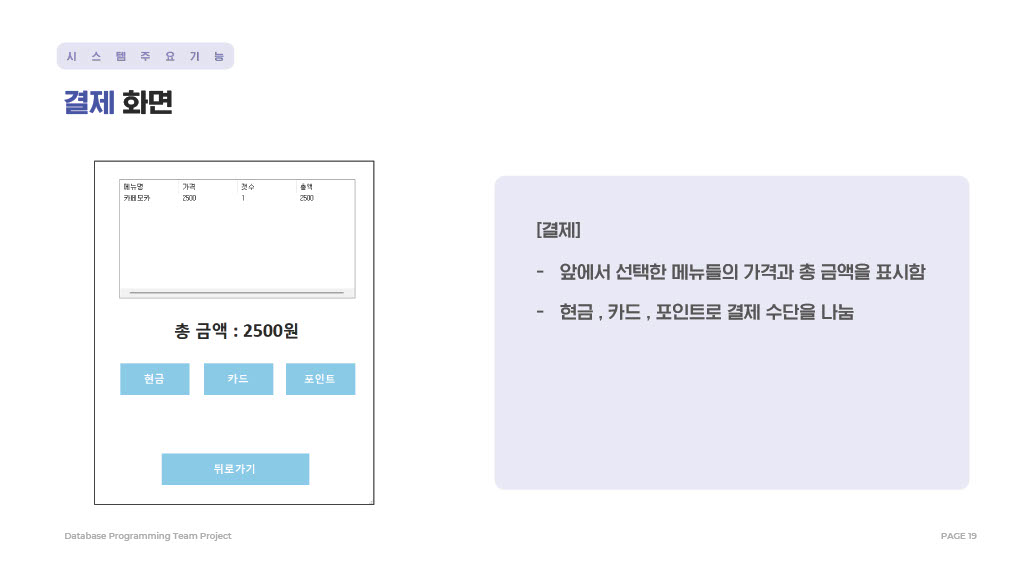 시 스 템 주 요 기 능
결제 화면
메뉴명 가격 갯수 총액
카페모카 2500 1 2500
총 금액 : 2500원
현금 카드 포인트
뒤로가기
[결제]
- 앞에서 선택한 메뉴들의 가격과 총 금액을 표시함
- 현금 , 카드 , 포인트로 결제 수단을 나눔
Database Programming Team Project
PAGE 19